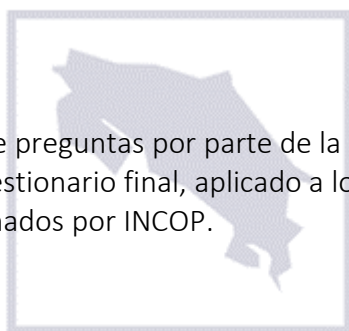 e preguntas por parte de la
estionario final, aplicado a lo
nados por INCOP.